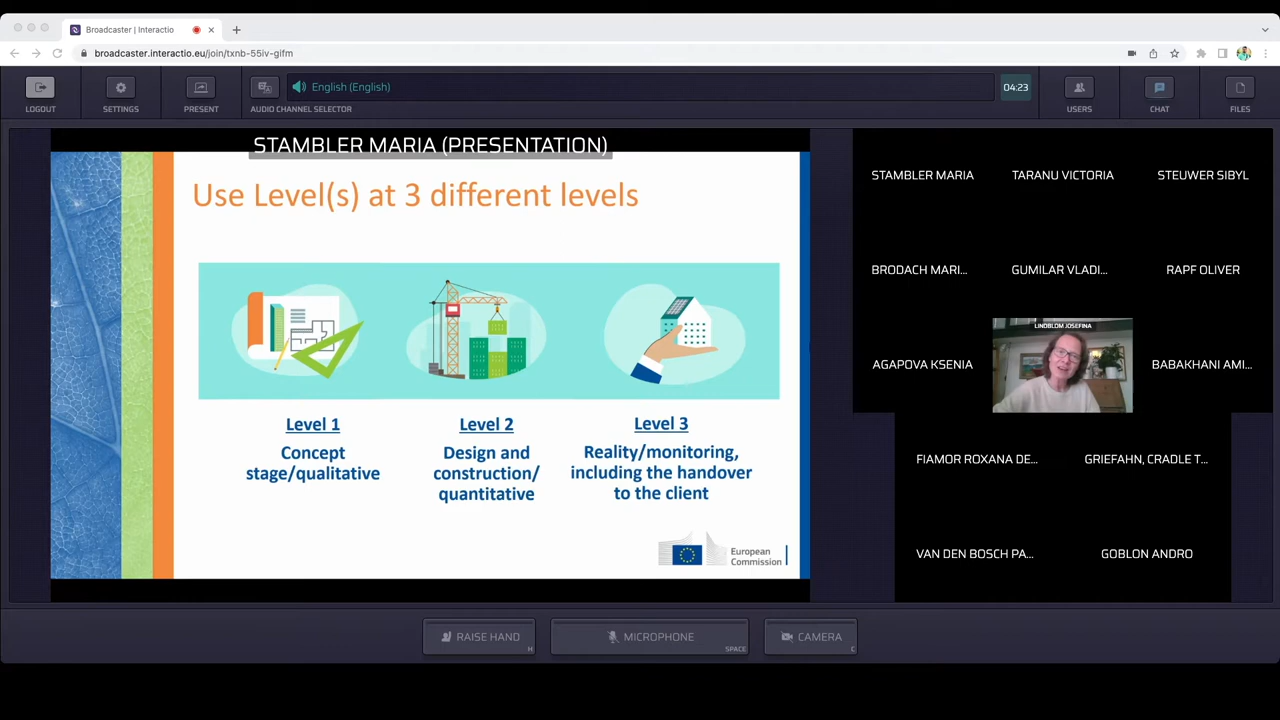 Broadcaster | Interactio
broadcaster.interactio.eu/join/txnb-55iv-gifm
LOGOUT
SETTINGS
PRESENT
AUDIO CHANNEL SELECTOR
English (English)
04:23
USERS
CHAT
FILES
STAMBLER MARIA (PRESENTATION)
Use Level(s) at 3 different levels
Level 1
Concept
stage/qualitative
Level 2
Design and
construction/
quantitative
Level 3
Reality/monitoring,
including the handover
to the client
European
Commission
STAMBLER MARIA
TARANU VICTORIA
STEUWER SIBYL
BRODACH MARI...
GUMILAR VLADI...
RAPF OLIVER
AGAPOVA KSENIA
LINDBLOM JOSEFINA
BABAKHANI AMI...
FIAMOR ROXANA DE...
GRIEFAHN, CRADLE T...
VAN DEN BOSCH PA...
GOBLON ANDRO
RAISE HAND
H
MICROPHONE
SPACE
CAMERA
C